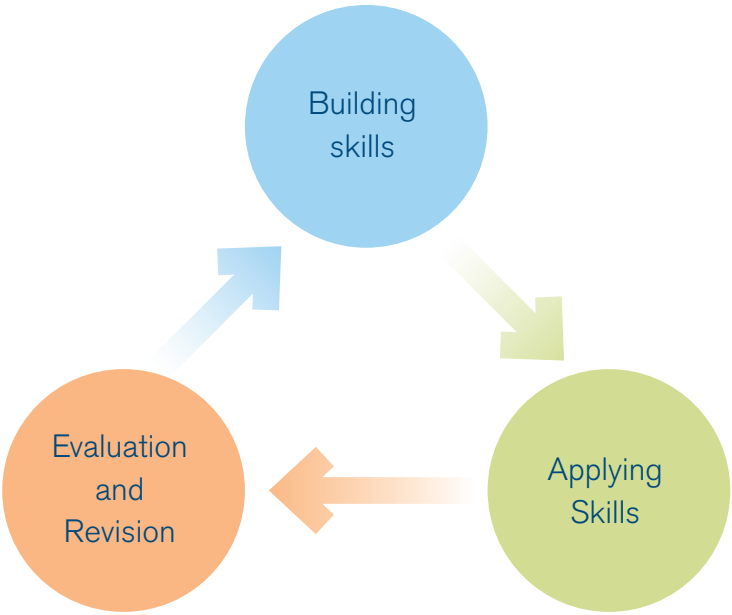 Building
skills
Evaluation
and
Revision
Applying
Skills